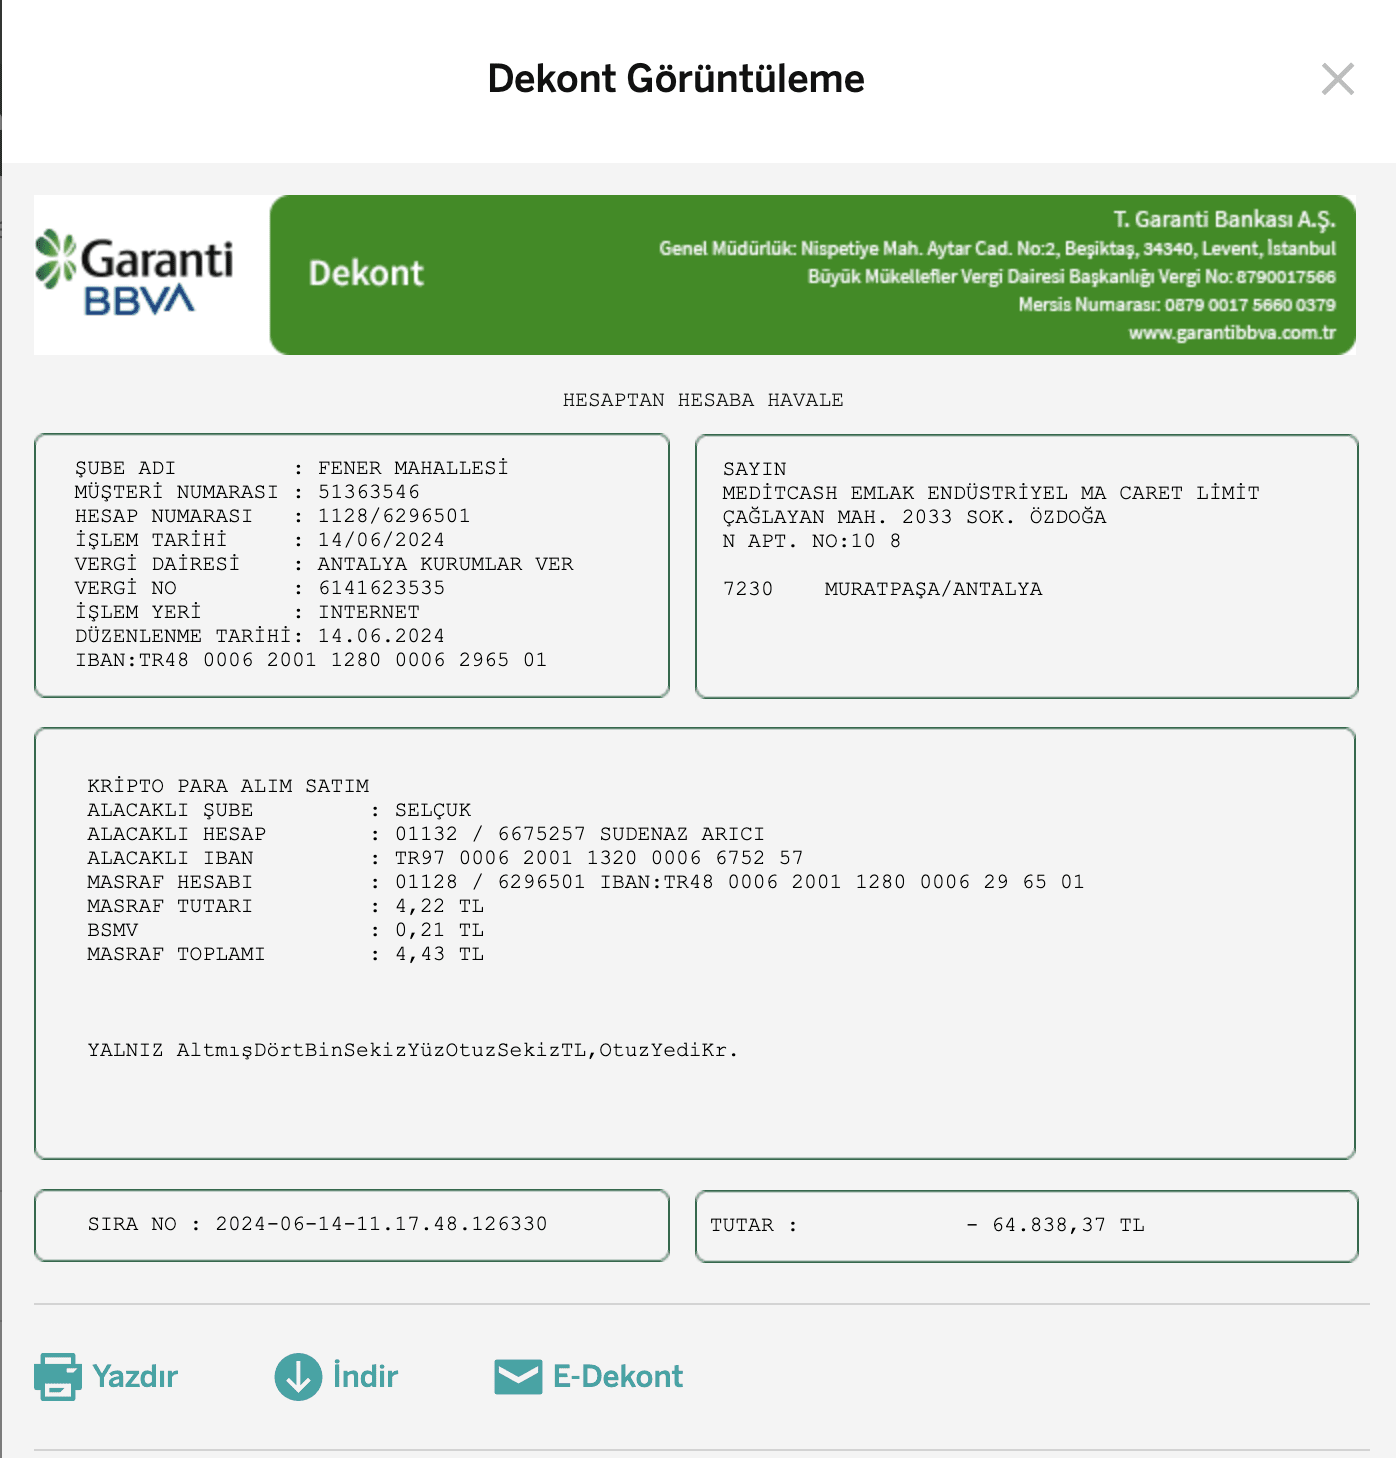 Dekont Görüntüleme
Garanti
BBVA
Dekont
T. Garanti Bankası A.Ş.
Genel Müdürlük: Nispetiye Mah. Aytar Cad. No:2, Beşiktaş, 34340, Levent, İstanbul
Büyük Mükellefler Vergi Dairesi Başkanlığı Vergi No: 8790017566
Mersis Numarası: 0879 0017 5660 0379
www.garantibbva.com.tr
HESAPTAN HESABA HAVALE
ŞUBE ADI : FENER MAHALLESİ
MÜŞTERİ NUMARASI : 51363546
HESAP NUMARASI : 1128/6296501
İŞLEM TARİHİ : 14/06/2024
VERGİ DAİRESİ : ANTALYA KURUMLAR VER
VERGİ NO : 6141623535
İŞLEM YERİ : INTERNET
DÜZENLENME TARİHİ: 14.06.2024
IBAN:TR48 0006 2001 1280 0006 2965 01
SAYIN
MEDİTCASH EMLAK ENDÜSTRİYEL MA CARET LİMİT
ÇAĞLAYAN MAH. 2033 SOK. ÖZDOĞA
N APT. NO:10 8
7230 MURATPAŞA/ANTALYA
KRİPTO PARA ALIM SATIM
ALACAKLI ŞUBE : SELÇUK
ALACAKLI HESAP : 01132 / 6675257 SUDENAZ ARICI
ALACAKLI IBAN : TR97 0006 2001 1320 0006 6752 57
MASRAF HESABI : 01128 / 6296501 IBAN:TR48 0006 2001 1280 0006 29 65 01
MASRAF TUTARI : 4,22 TL
BSMV : 0,21 TL
MASRAF TOPLAMI : 4,43 TL
YALNIZ AltmışDörtBinSekizYüzOtuzSekizTL,OtuzYediKr.
SIRA NO : 2024-06-14-11.17.48.126330
TUTAR : - 64.838,37 TL
Yazdır
İndir
E-Dekont